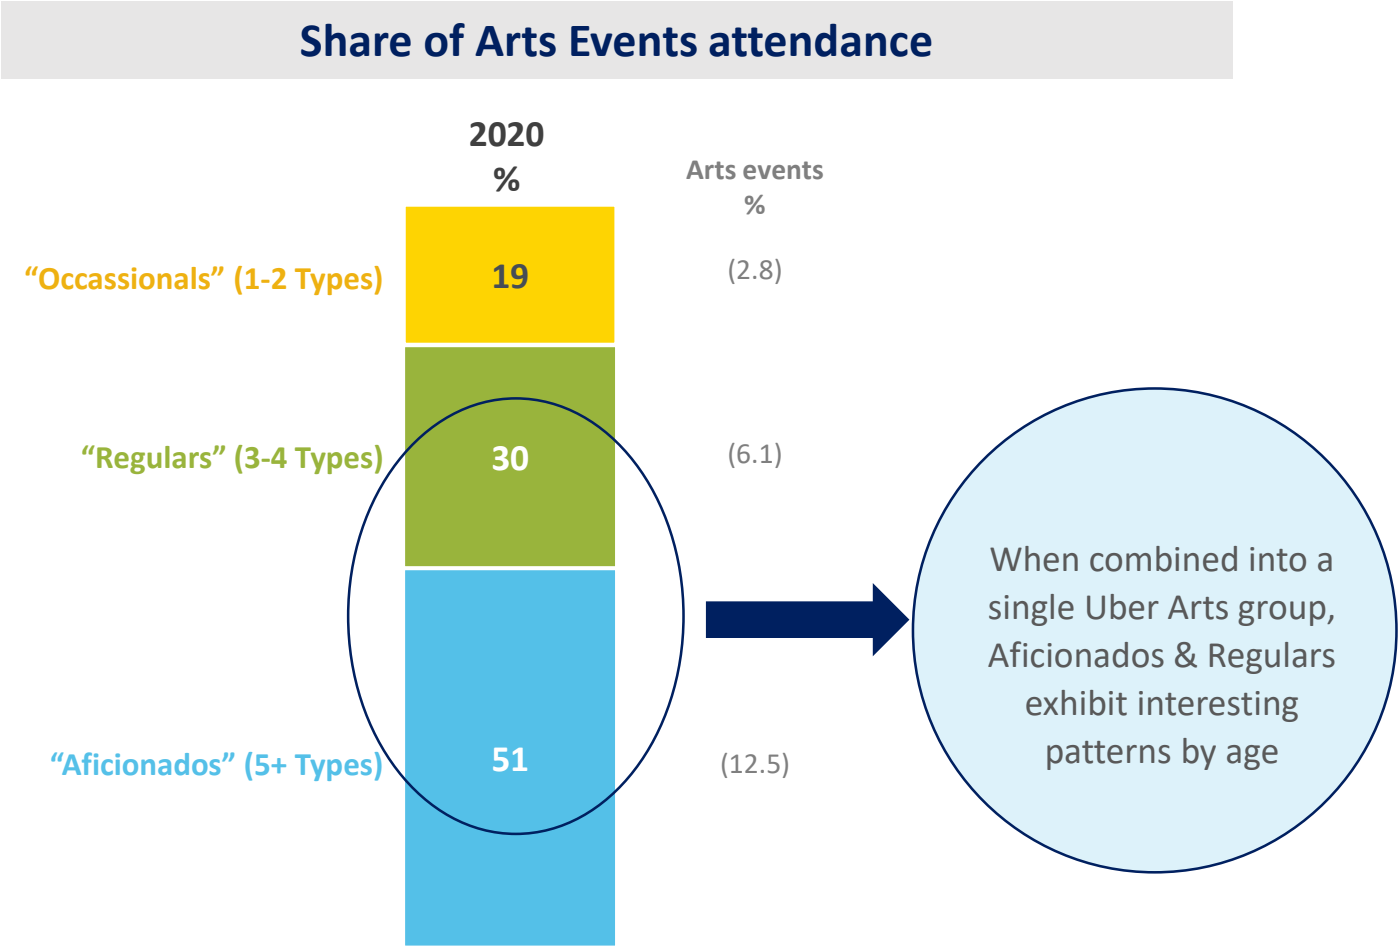 Share of Arts Events attendance
2020
%
Arts events
%
“Occassionals” (1-2 Types)
19
(2.8)
“Regulars” (3-4 Types)
30
(6.1)
“Aficionados” (5+ Types)
51
(12.5)
When combined into a
single Uber Arts group,
Aficionados & Regulars
exhibit interesting
patterns by age